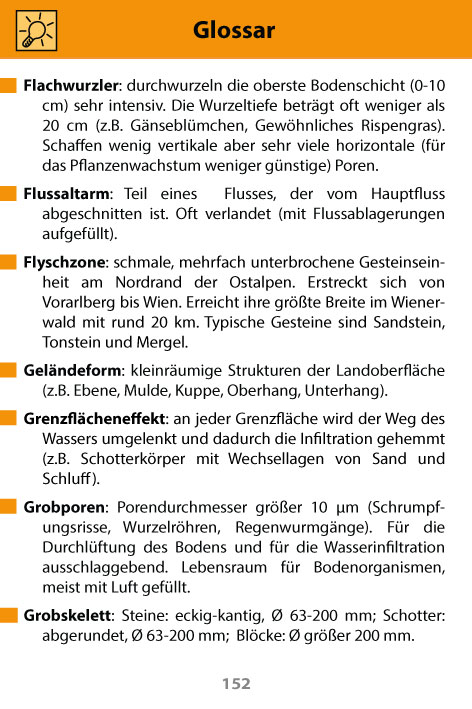 Glossar
Flachwurzler: durchwurzeln die oberste Bodenschicht (0-10
cm) sehr intensiv. Die Wurzeltiefe beträgt oft weniger als
20 cm (z.B. Gänseblümchen, Gewöhnliches Rispengras).
Schaffen wenig vertikale aber sehr viele horizontale (für
das Pflanzenwachstum weniger günstige) Poren.
Flussaltarm: Teil eines Flusses, der vom Hauptfluss
abgeschnitten ist. Oft verlandet (mit Flussablagerungen
aufgefüllt).
Flyschzone: schmale, mehrfach unterbrochene Gesteinsein-
heit am Nordrand der Ostalpen. Erstreckt sich von
Vorarlberg bis Wien. Erreicht ihre größte Breite im Wiener-
wald mit rund 20 km. Typische Gesteine sind Sandstein,
Tonstein und Mergel.
Geländeform: kleinräumige Strukturen der Landoberfläche
(z.B. Ebene, Mulde, Kuppe, Oberhang, Unterhang).
Grenzflächeneffekt: an jeder Grenzfläche wird der Weg des
Wassers umgelenkt und dadurch die Infiltration gehemmt
(z.B. Schotterkörper mit Wechsellagen von Sand und
Schluff).
Grobporen: Porendurchmesser größer 10 µm (Schrumpf-
ungsrisse, Wurzelröhren, Regenwurmgänge). Für die
Durchlüftung des Bodens und für die Wasserinfiltration
ausschlaggebend. Lebensraum für Bodenorganismen,
meist mit Luft gefüllt.
Grobskelett: Steine: eckig-kantig, Ø 63-200 mm; Schotter:
abgerundet, Ø 63-200 mm; Blöcke: Ø größer 200 mm.
152